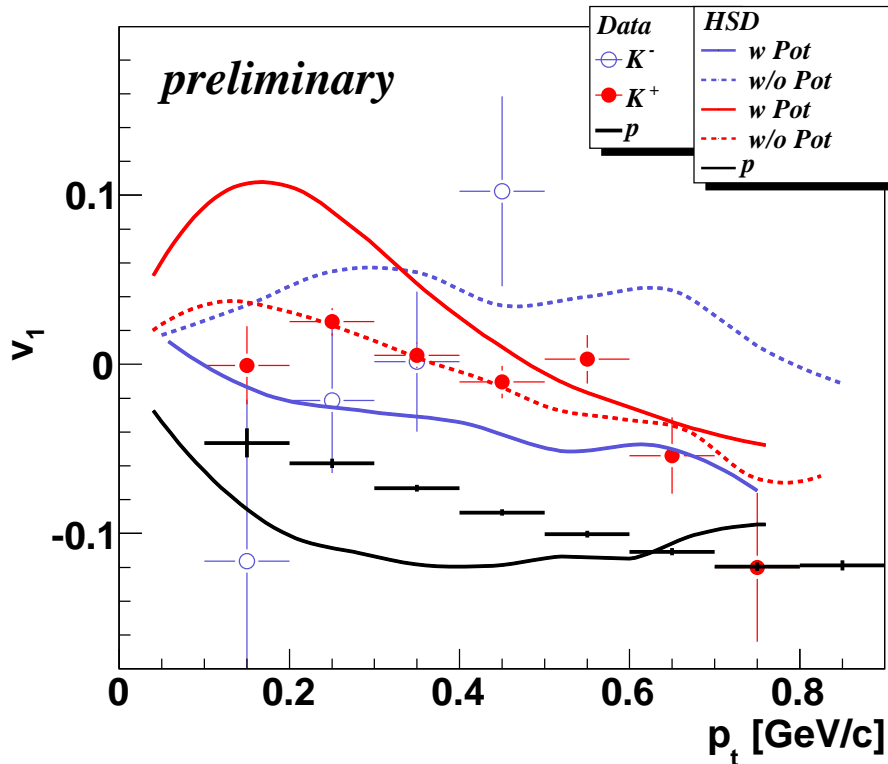 preliminary
Data
K-
K+
p
HSD
w Pot
w/o Pot
w Pot
w/o Pot
p
v1
0.1
0
-0.1
0
0.2
0.4
0.6
0.8
pt [GeV/c]